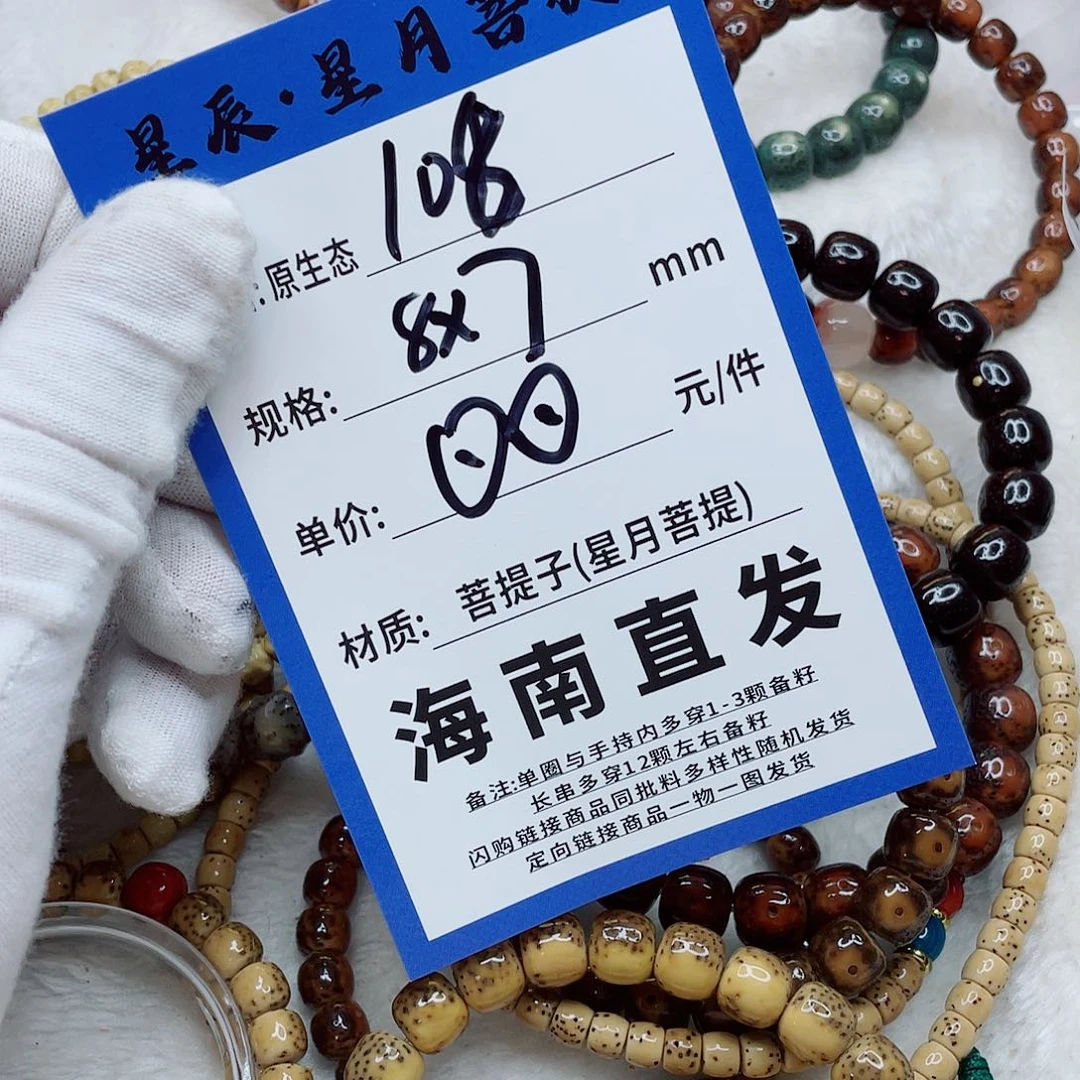 星辰·星月菩
:原生态 108
规格: 8x7 mm
单价: 元/件
材质: 菩提子(星月菩提)
海南直发
备注:单圈与手持内多穿1-3颗备籽
长串多穿12颗左右备籽
闪购链接商品同批料多样性随机发货
定向链接商品一物一图发货